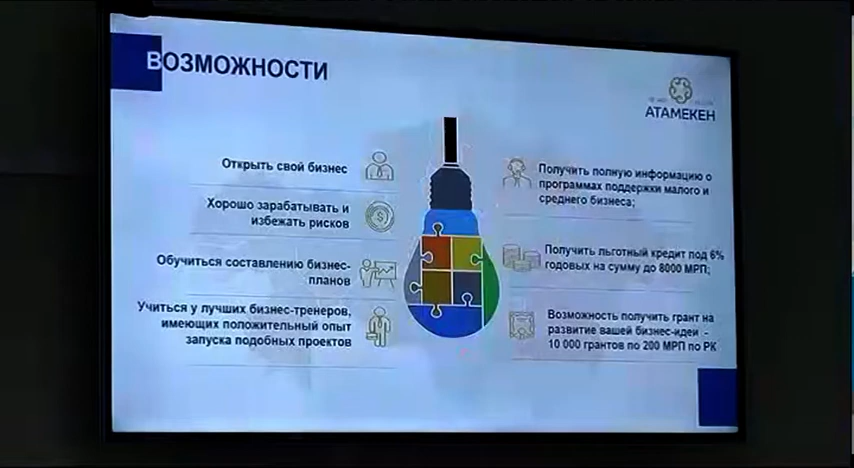 ВОЗМОЖНОСТИ
АТАМЕКЕН
Открыть свой бизнес
Хорошо зарабатывать и
избежать рисков
Обучиться составлению бизнес-
планов
Учиться у лучших бизнес-тренеров,
имеющих положительный опыт
запуска подобных проектов
Получить полную информацию о
программах поддержки малого и
среднего бизнеса;
Получить льготный кредит под 6%
годовых на сумму до 8000 МРП;
Возможность получить грант на
развитие вашей бизнес-идеи -
10 000 грантов по 200 МРП по РК